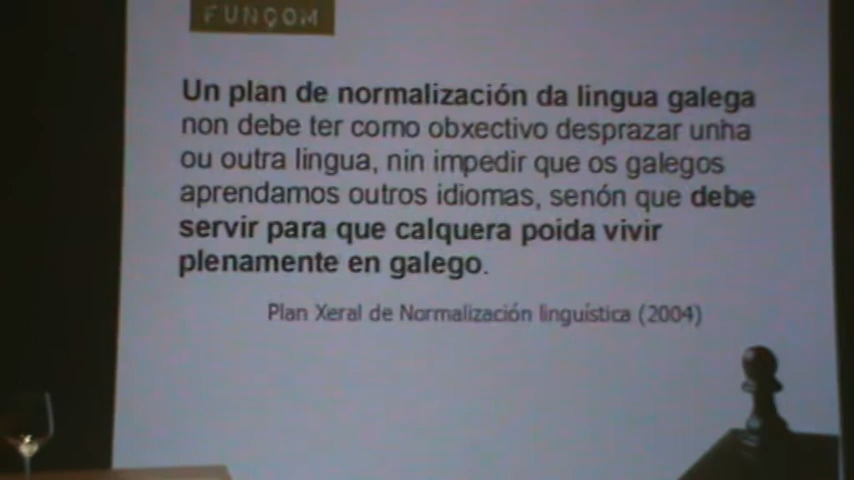 FUNÇOM
Un plan de normalización da lingua galega
non debe ter como obxectivo desprazar unha
ou outra lingua, nin impedir que os galegos
aprendamos outros idiomas, senón que debe
servir para que calquera poida vivir
plenamente en galego.
Plan Xeral de Normalización linguística (2004)